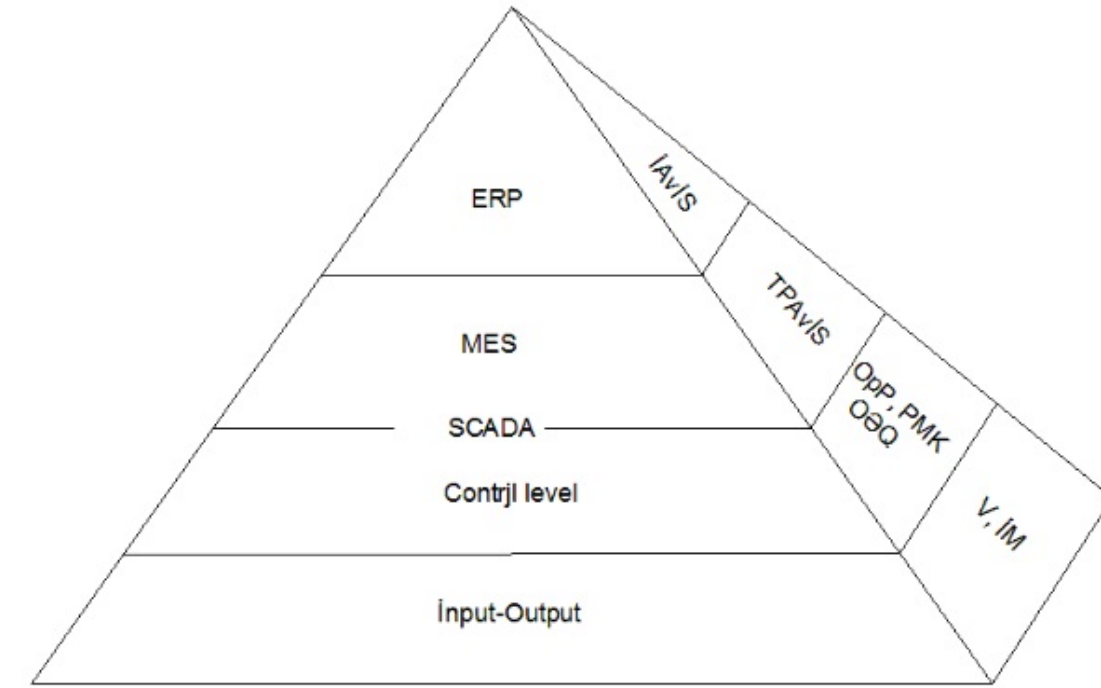 ERP
İAvİS
MES
TPAvİS
SCADA
OpP, PMK
OƏQ
Contrjl level
V, İM
İnput-Output